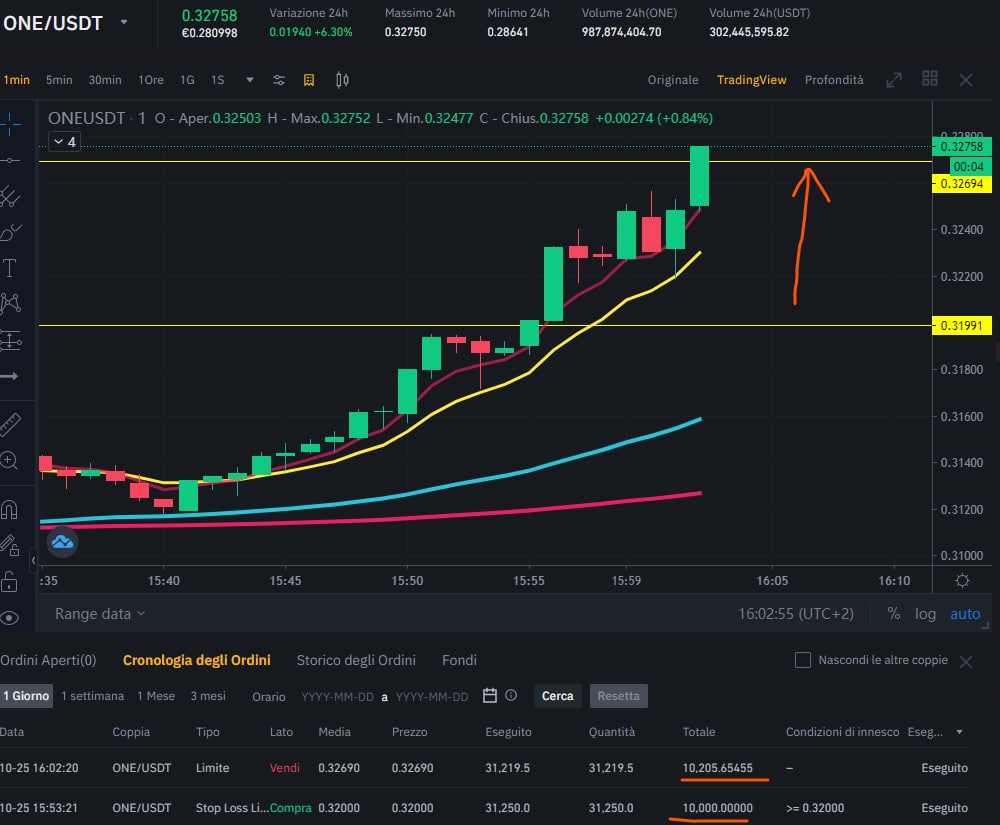 ONE/USDT 0.32758 Variazione 24h Massimo 24h Minimo 24h Volume 24h(ONE) Volume 24h(USDT)
€0.280998 0.01940 +6.30% 0.32750 0.28641 987,874,404.70 302,445,595.82
1min 5min 30min 1Ore 1G 1S Originale TradingView Profondità
ONEUSDT · 1 O - Aper.0.32503 H - Max.0.32752 L - Min.0.32477 C - Chius.0.32758 +0.00274 (+0.84%)
4
0.32800
0.32758
00:04
0.32694
0.32400
0.32200
0.31991
0.31800
0.31600
0.31400
0.31200
0.31000
:35 15:40 15:45 15:50 15:55 15:59 16:05 16:10
Range data 16:02:55 (UTC+2) % log auto
Ordini Aperti(0) Cronologia degli Ordini Storico degli Ordini Fondi Nascondi le altre coppie
1 Giorno 1 settimana 1 Mese 3 mesi Orario YYYY-MM-DD a YYYY-MM-DD Cerca Resetta
Data Coppia Tipo Lato Media Prezzo Eseguito Quantità Totale Condizioni di innesco Eseg...
10-25 16:02:20 ONE/USDT Limite Vendi 0.32690 0.32690 31,219.5 31,219.5 10,205.65455 – Eseguito
10-25 15:53:21 ONE/USDT Stop Loss Li... Compra 0.32000 0.32000 31,250.0 31,250.0 10,000.00000 >= 0.32000 Eseguito